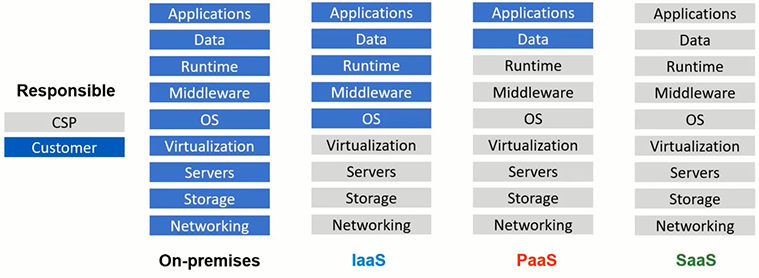 Applications Applications Applications Applications
Data Data Data Data
Runtime Runtime Runtime Runtime
Responsible Middleware Middleware Middleware Middleware
CSP OS OS OS OS
Customer Virtualization Virtualization Virtualization Virtualization
Servers Servers Servers Servers
Storage Storage Storage Storage
Networking Networking Networking Networking
On-premises IaaS PaaS SaaS